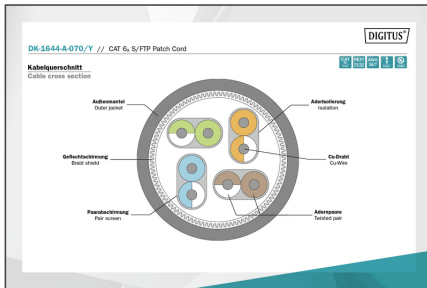 DIGITUS
DK-1644-A-070/Y // CAT 6A S/FTP Patch Cord
Kabelquerschnitt
Cable cross section
Außenmantel
Outer jacket
Aderisolierung
Isolation
Geflechtschirmung
Braid shield
Cu-Draht
Cu-Wire
Paarabschirmung
Pair screen
Adernpaare
Twisted pair